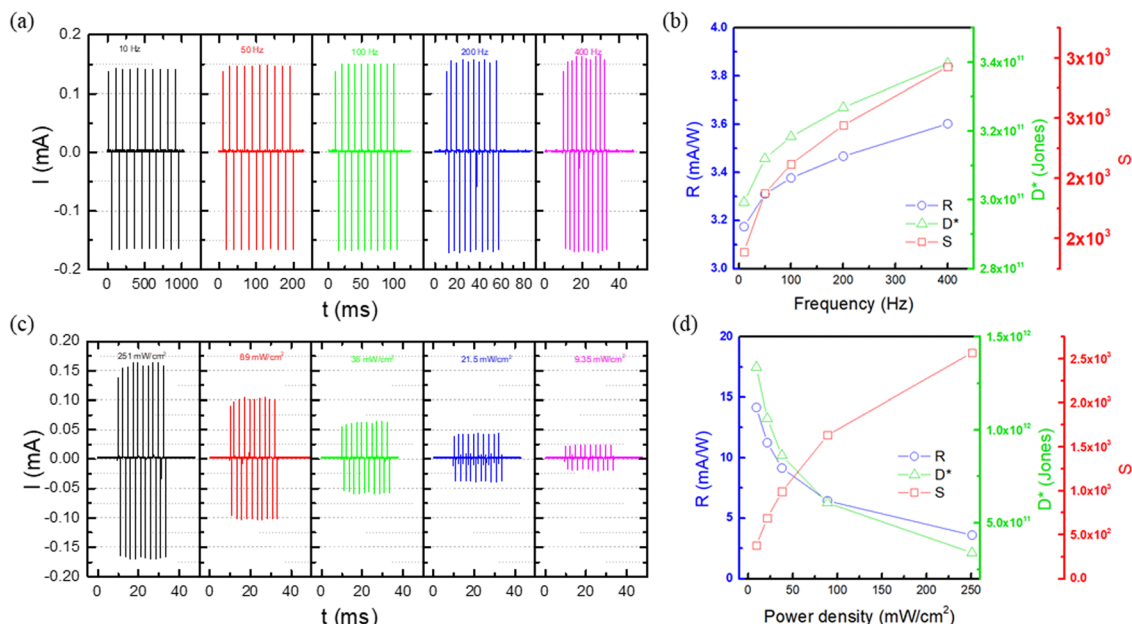 (a)
I (mA)
0.2
0.1
0.0
-0.1
-0.2
10 Hz
50 Hz
100 Hz
200 Hz
400 Hz
0 500 1000 0 100 200 0 50 100 0 20 40 60 80 0 40
t (ms)
(b)
R (mA/W)
4.0
3.8
3.6
3.4
3.2
3.0
R
D*
S
0 100 200 300 400
Frequency (Hz)
3.4x10¹¹
3.2x10¹¹
3.0x10¹¹
2.8x10¹¹
D* (Jones)
3x10³
3x10³
2x10³
2x10³
S
(c)
I (mA)
0.20
0.15
0.10
0.05
0.00
-0.05
-0.10
-0.15
-0.20
251 mW/cm²
69 mW/cm²
36 mW/cm²
21.5 mW/cm²
9.35 mW/cm²
0 20 40 0 20 40 0 20 40 0 20 40 0 20 40
t (ms)
(d)
R (mA/W)
20
15
10
5
0
R
D*
S
0 50 100 150 200 250
Power density (mW/cm²)
1.5x10¹²
1.0x10¹²
5.0x10¹¹
D* (Jones)
2.5x10³
2.0x10³
1.5x10³
1.0x10³
5.0x10²
0.0
S